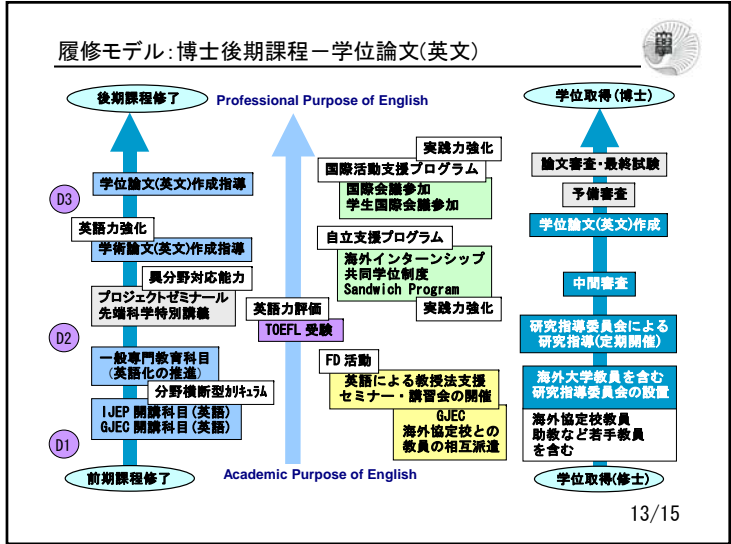 履修モデル:博士後期課程－学位論文(英文)
後期課程修了
Professional Purpose of English
学位取得(博士)
実践力強化
国際活動支援プログラム
国際会議参加
学生国際会議参加
論文審査・最終試験
予備審査
学位論文(英文)作成指導
D3
英語力強化
学術論文(英文)作成指導
自立支援プログラム
海外インターンシップ
共同学位制度
Sandwich Program
実践力強化
学位論文(英文)作成
中間審査
異分野対応能力
プロジェクトゼミナール
先端科学特別講義
英語力評価
TOEFL 受験
D2
一般専門教育科目
(英語化の推進)
分野横断型カリキュラム
FD 活動
英語による教授法支援
セミナー・講習会の開催
研究指導委員会による
研究指導(定期開催)
海外大学教員を含む
研究指導委員会の設置
IJEP 開講科目(英語)
GJEC 開講科目(英語)
GJEC
海外協定校との
教員の相互派遣
海外協定校教員
助教など若手教員
を含む
D1
前期課程修了
Academic Purpose of English
学位取得(修士)
13/15